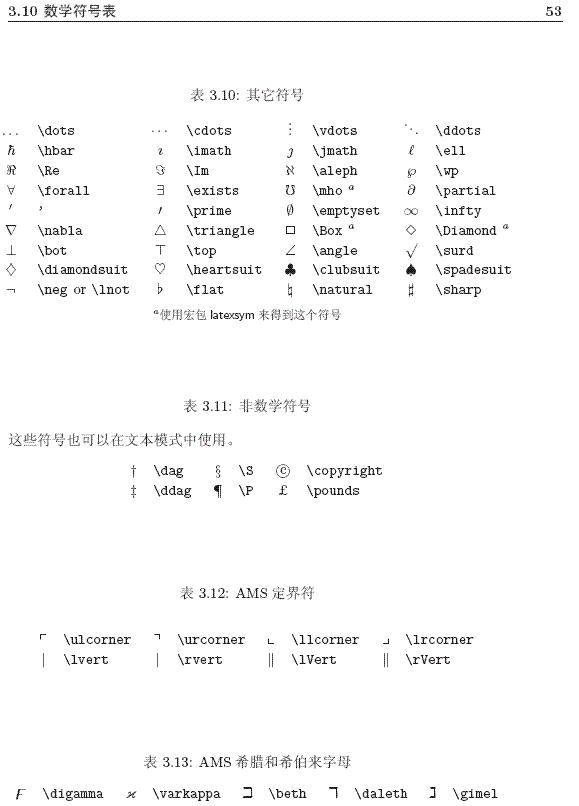 3.10 数学符号表 53
表 3.10: 其它符号
… \dots ⋯ \cdots ⋮ \vdots ⋱ \ddots
ℏ \hbar ı \imath ȷ \jmath ℓ \ell
ℜ \Re ℑ \Im ℵ \aleph ℘ \wp
∀ \forall ∃ \exists ℧ \mho ᵃ ∂ \partial
′ ' ′ \prime ∅ \emptyset ∞ \infty
∇ \nabla △ \triangle □ \Box ᵃ ◇ \Diamond ᵃ
⊥ \bot ⊤ \top ∠ \angle √ \surd
♢ \diamondsuit ♡ \heartsuit ♣ \clubsuit ♠ \spadesuit
¬ \neg or \lnot ♭ \flat ♮ \natural ♯ \sharp
ᵃ使用宏包 latexsym 来得到这个符号
表 3.11: 非数学符号
这些符号也可以在文本模式中使用。
† \dag § \S © \copyright
‡ \ddag ¶ \P £ \pounds
表 3.12: AMS 定界符
⌜ \ulcorner ⌝ \urcorner ⌞ \llcorner ⌟ \lrcorner
| \lvert | \rvert ‖ \lVert ‖ \rVert
表 3.13: AMS 希腊和希伯来字母
ϝ \digamma ϰ \varkappa ℶ \beth ℸ \daleth ℷ \gimel